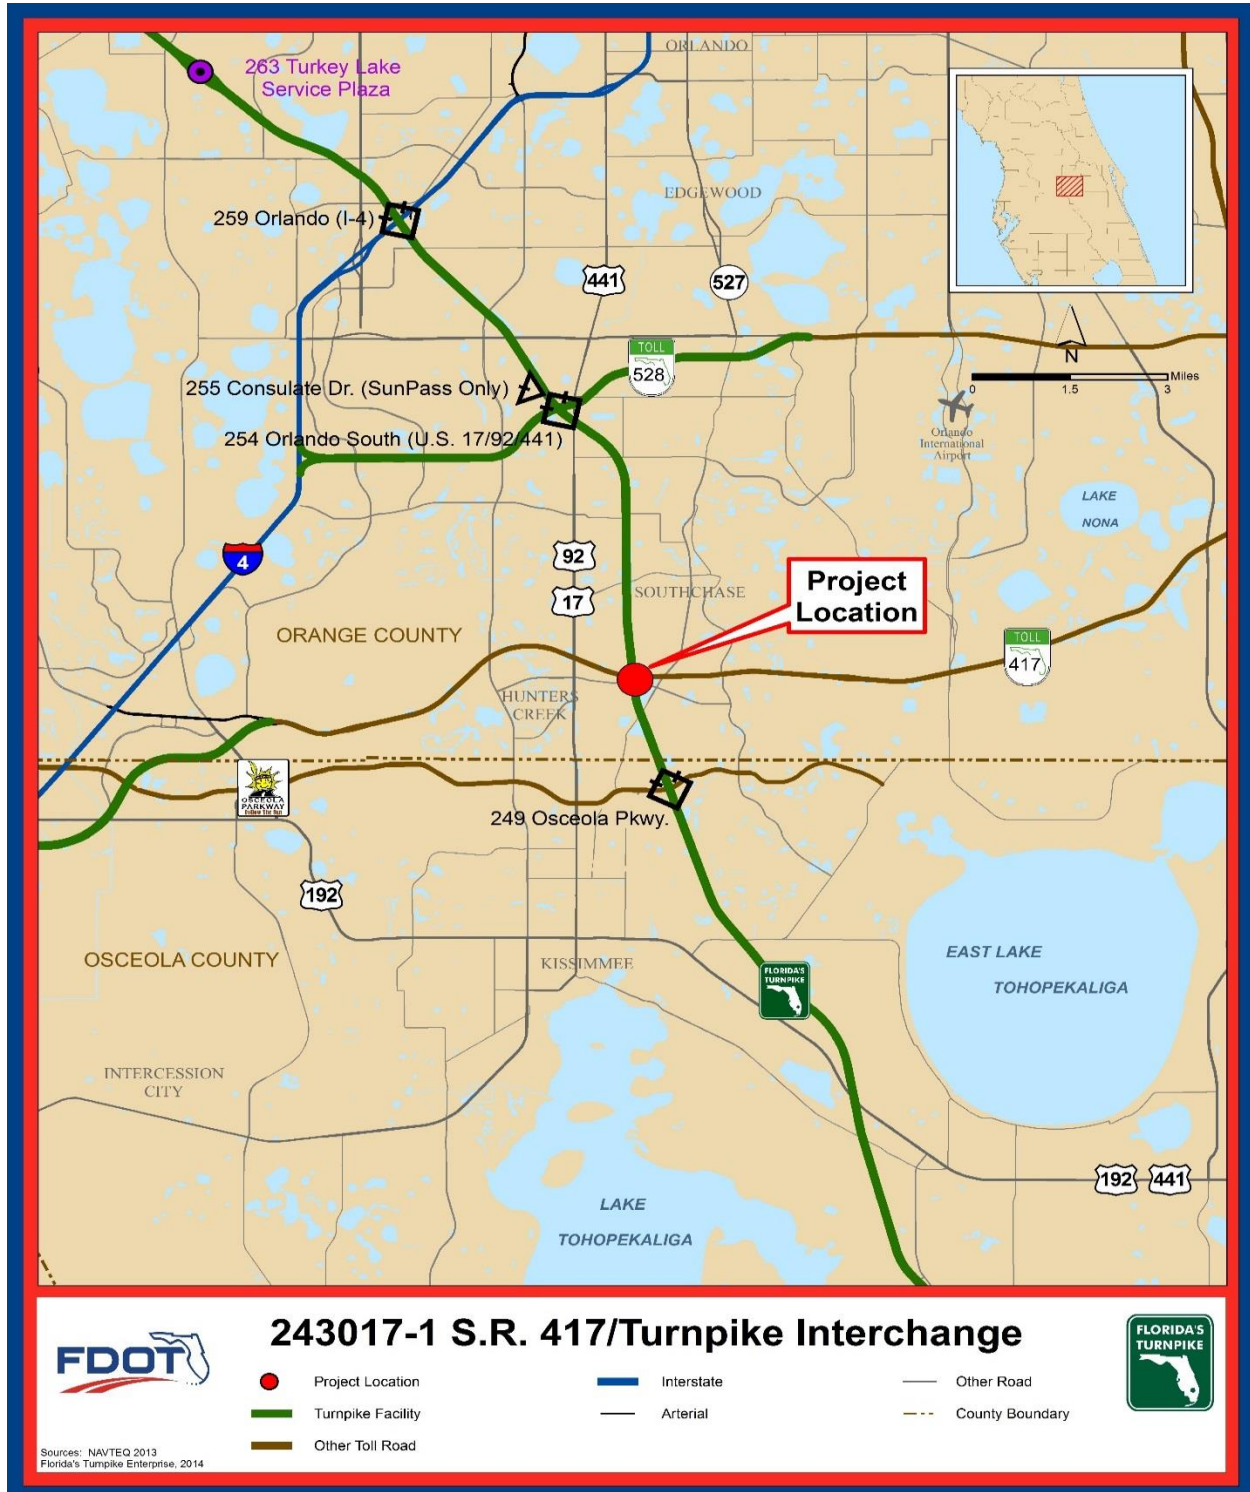 ORLANDO
263 Turkey Lake
Service Plaza
EDGEWOOD
259 Orlando (I-4)
441
527
TOLL
528
N
Miles
0
1.5
3
255 Consulate Dr. (SunPass Only)
254 Orlando South (U.S. 17/92/441)
Orlando
International
Airport
LAKE
NONA
4
92
17
SOUTHCHASE
Project
Location
ORANGE COUNTY
TOLL
417
HUNTERS
CREEK
OSCEOLA
PARKWAY
249 Osceola Pkwy.
192
OSCEOLA COUNTY
KISSIMMEE
EAST LAKE
TOHOPEKALIGA
FLORIDA'S
TURNPIKE
INTERCESSION
CITY
192
441
LAKE
TOHOPEKALIGA
FDOT
243017-1 S.R. 417/Turnpike Interchange
FLORIDA'S
TURNPIKE
Project Location
Interstate
Other Road
Turnpike Facility
Arterial
County Boundary
Other Toll Road
Sources: NAVTEQ 2013
Florida's Turnpike Enterprise, 2014